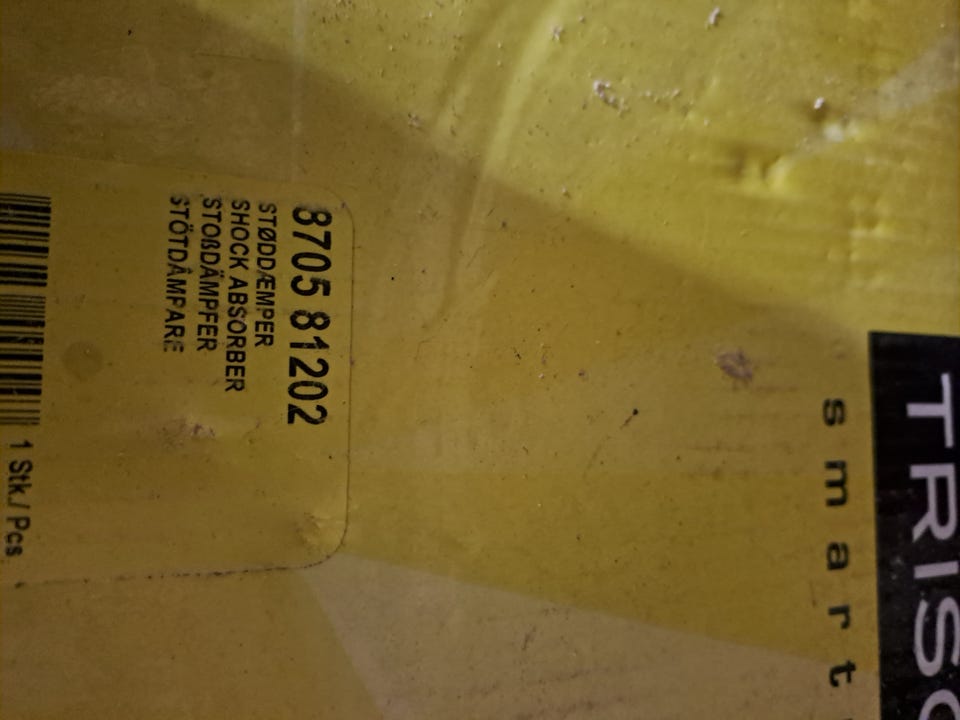 8705 81202
STØDDÆMPER
SHOCK ABSORBER
STOßDÄMPFER
STÖTDÄMPARE
1 Stk./ Pcs
TRISC
smart